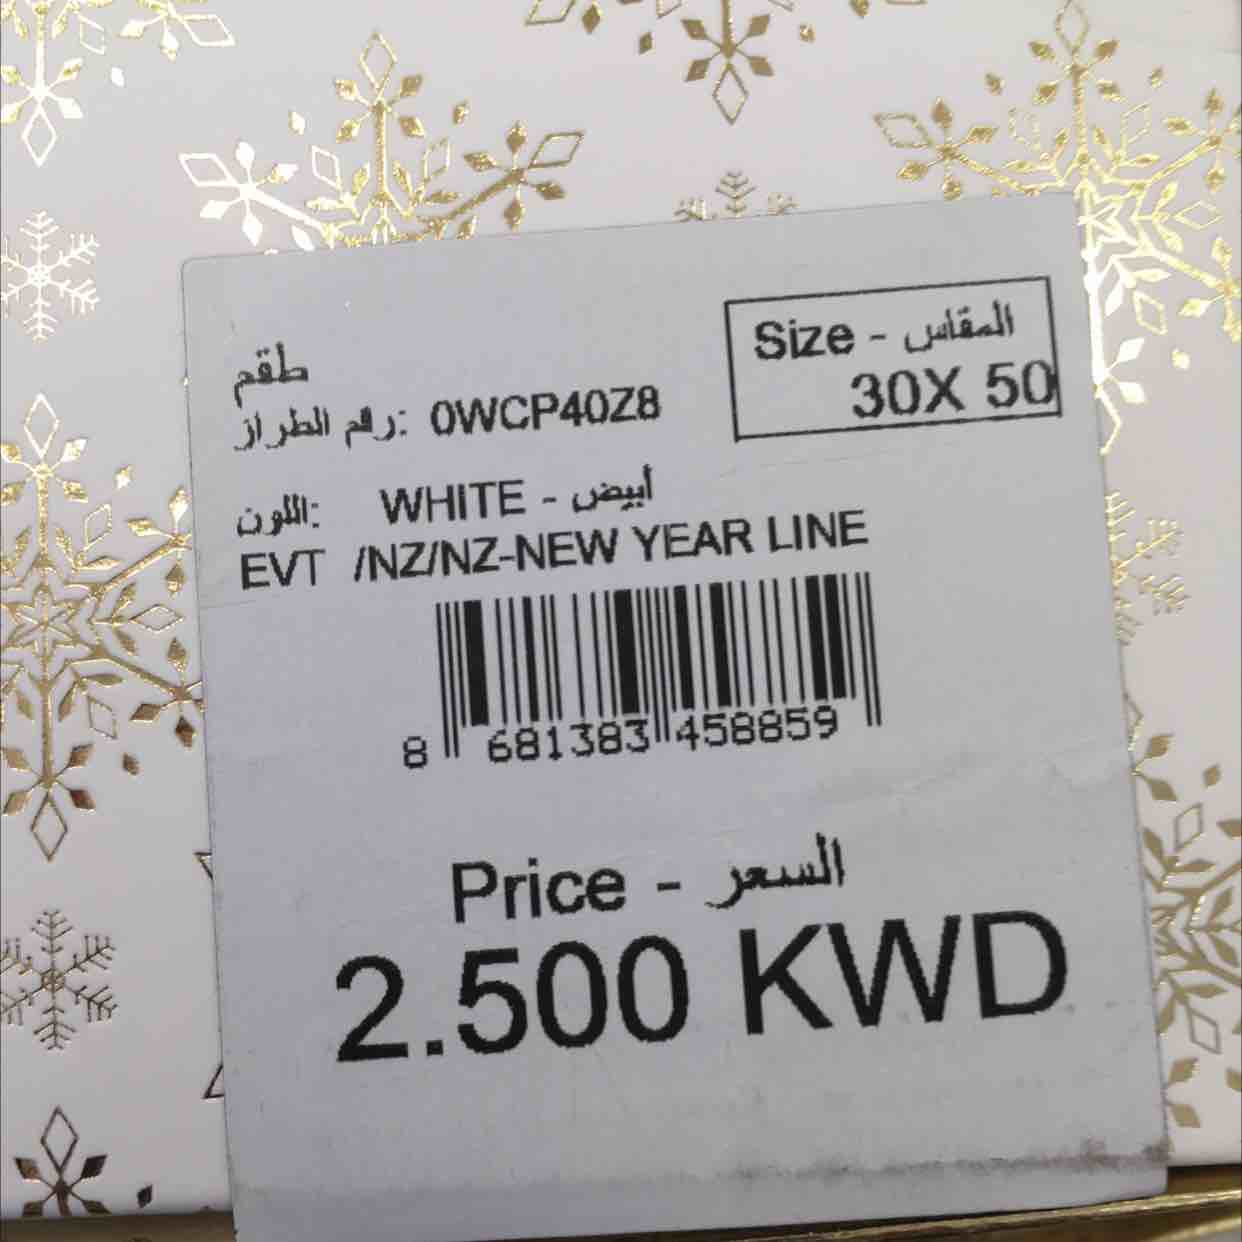 طقم
Size - المقاس
30X 50
رقم الطراز: 0WCP40Z8
اللون: WHITE - أبيض
EVT /NZ/NZ-NEW YEAR LINE
8 681383 458859
Price - السعر
2.500 KWD